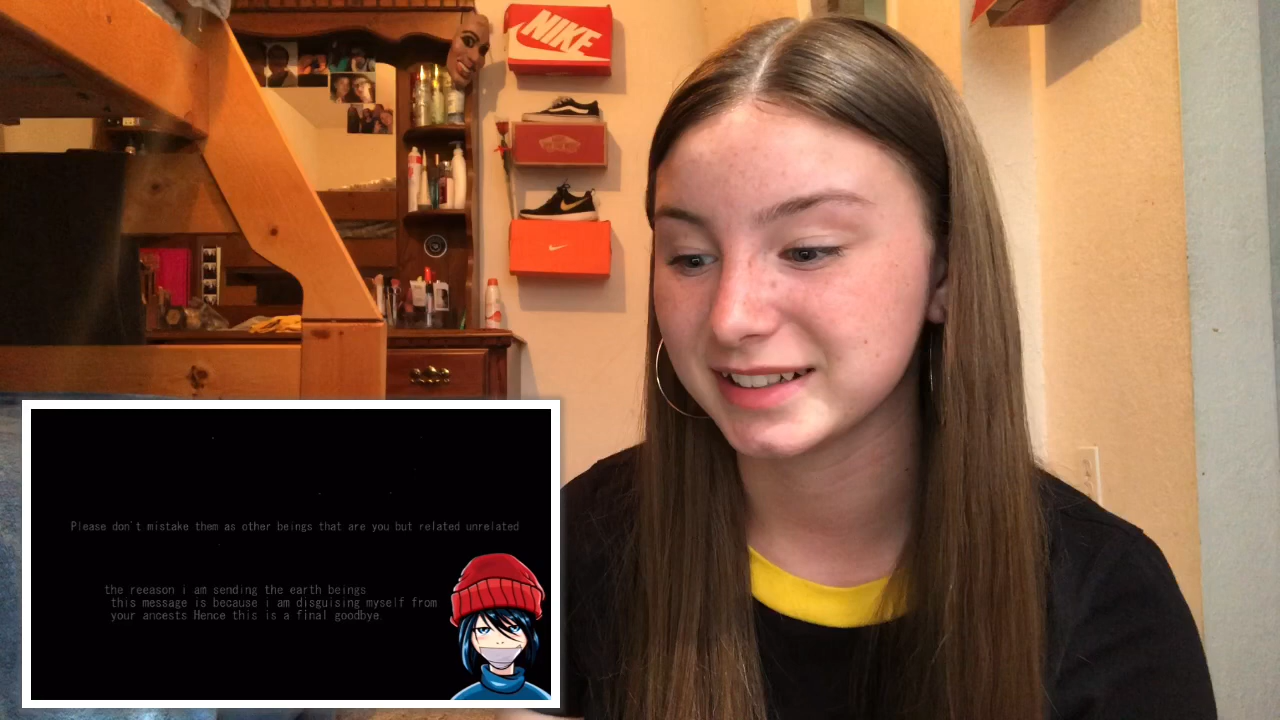 NIKE
Please don't mistake them as other beings that are you but related unrelated
the reeason i am sending the earth beings
this message is because i am disguising myself from
your ancests Hence this is a final goodbye